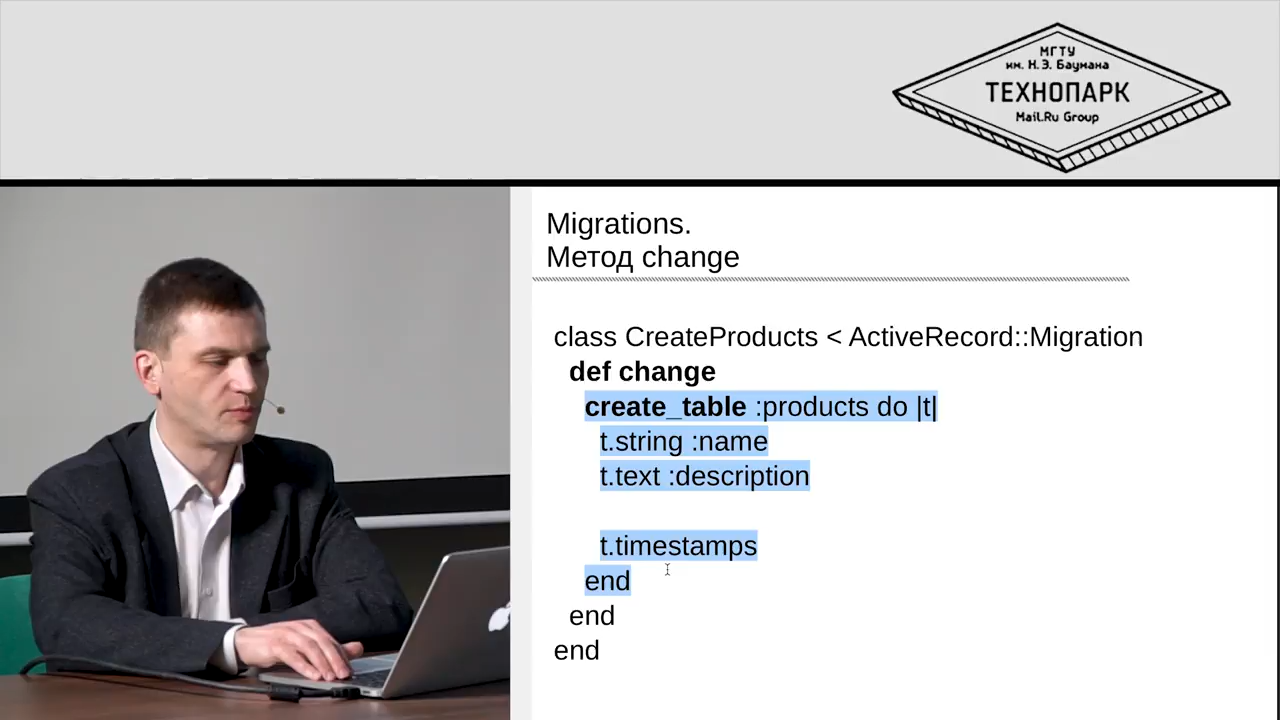 МГТУ
им. Н.Э. Баумана
ТЕХНОПАРК
Mail.Ru Group
Migrations.
Метод change
class CreateProducts < ActiveRecord::Migration
def change
create_table :products do |t|
t.string :name
t.text :description
t.timestamps
end
end
end